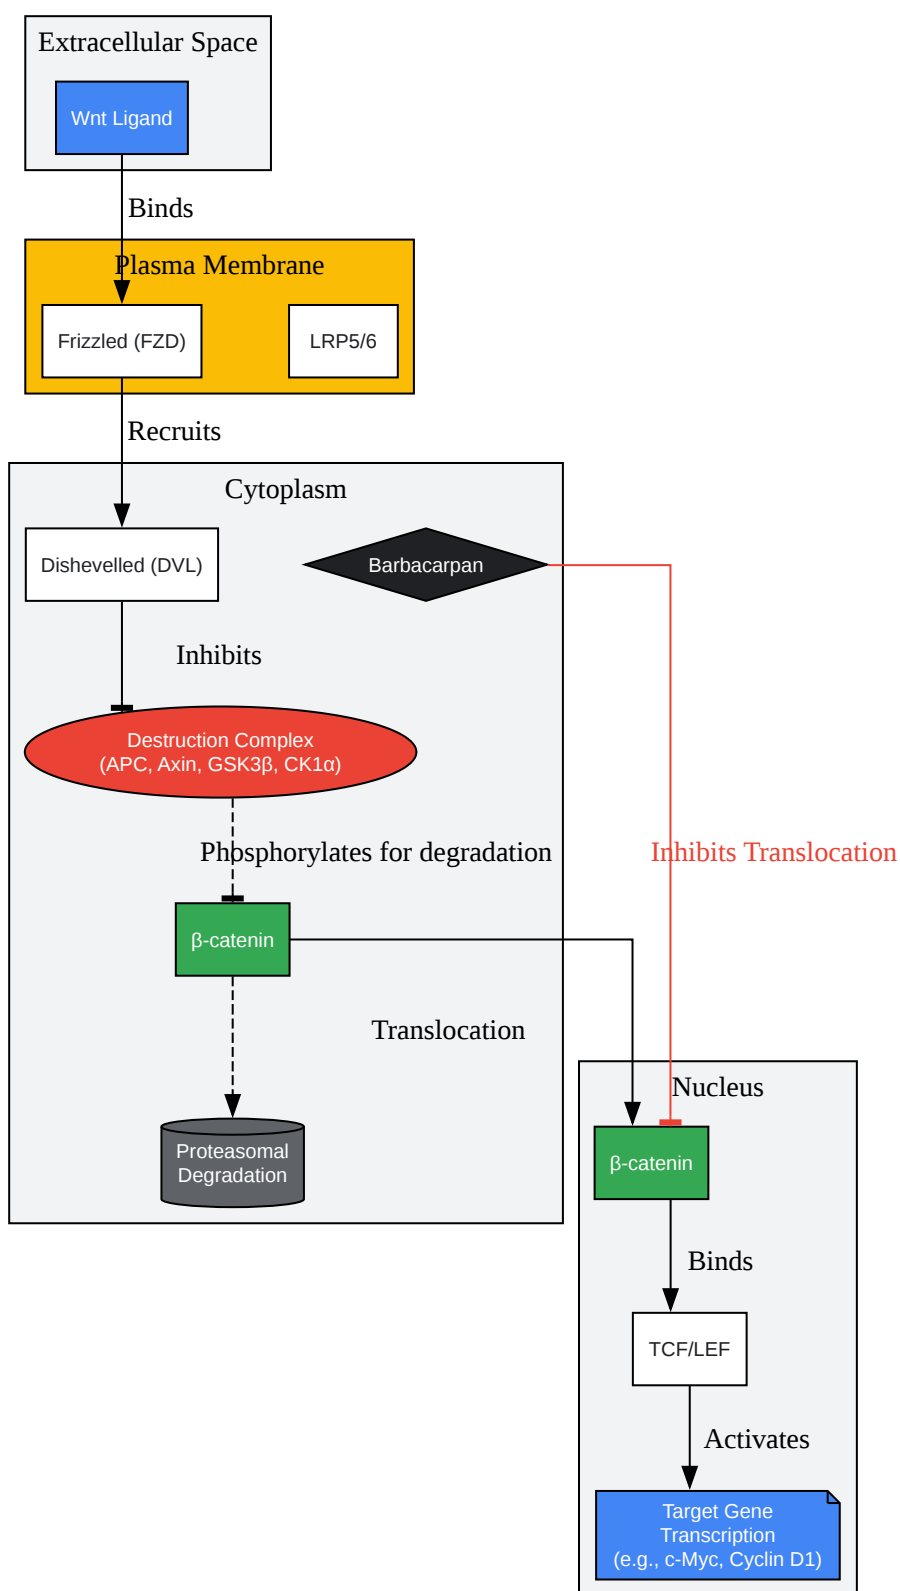 Extracellular Space
Wnt Ligand
Binds
Plasma Membrane
Frizzled (FZD)
LRP5/6
Recruits
Cytoplasm
Dishevelled (DVL)
Barbacarpan
Inhibits
Destruction Complex
(APC, Axin, GSK3β, CK1α)
Phosphorylates for degradation
Inhibits Translocation
β-catenin
Translocation
Nucleus
Proteasomal
Degradation
β-catenin
Binds
TCF/LEF
Activates
Target Gene
Transcription
(e.g., c-Myc, Cyclin D1)